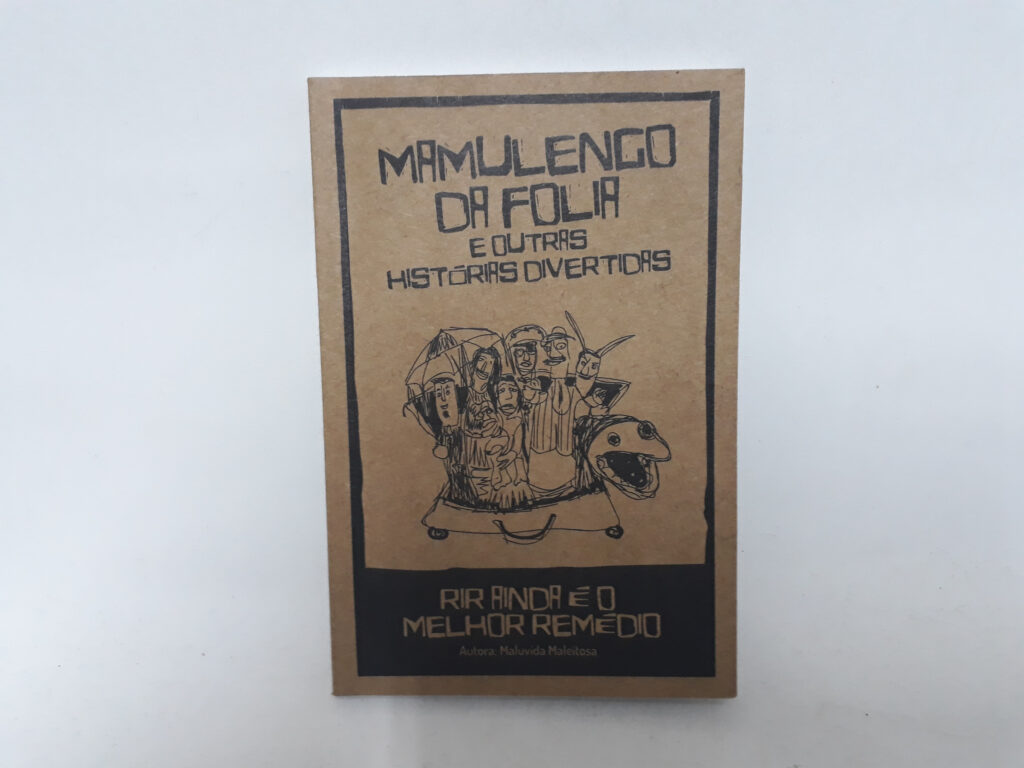 MAMULENGO
DA FOLIA
E OUTRAS
HISTÓRIAS DIVERTIDAS
RIR AINDA É O
MELHOR REMÉDIO
Autora: Maluvida Maleitosa